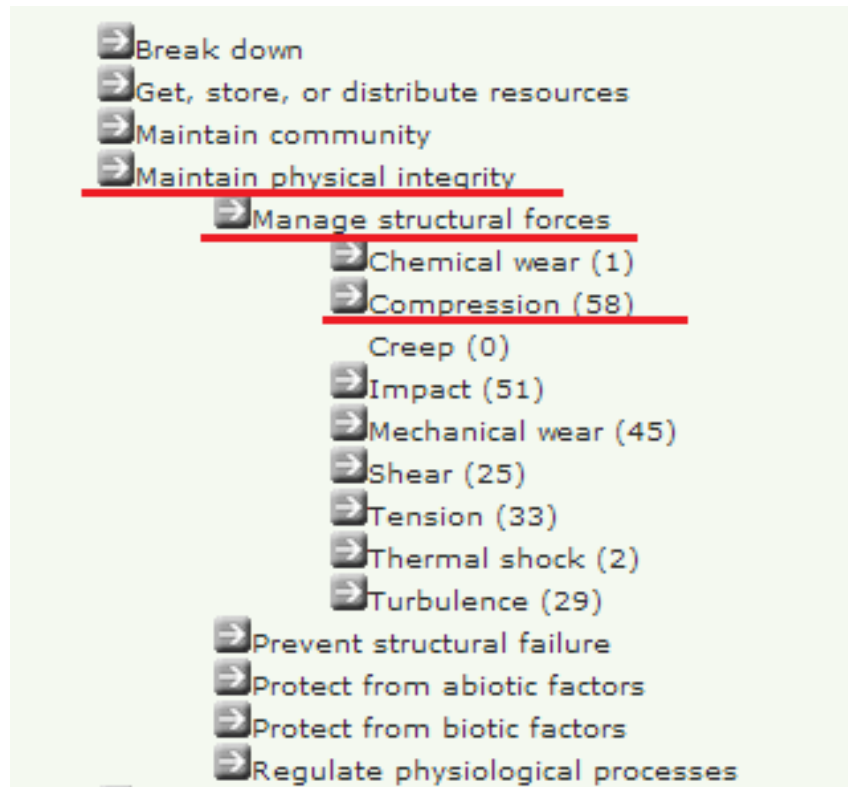 Break down
Get, store, or distribute resources
Maintain community
Maintain physical integrity
Manage structural forces
Chemical wear (1)
Compression (58)
Creep (0)
Impact (51)
Mechanical wear (45)
Shear (25)
Tension (33)
Thermal shock (2)
Turbulence (29)
Prevent structural failure
Protect from abiotic factors
Protect from biotic factors
Regulate physiological processes